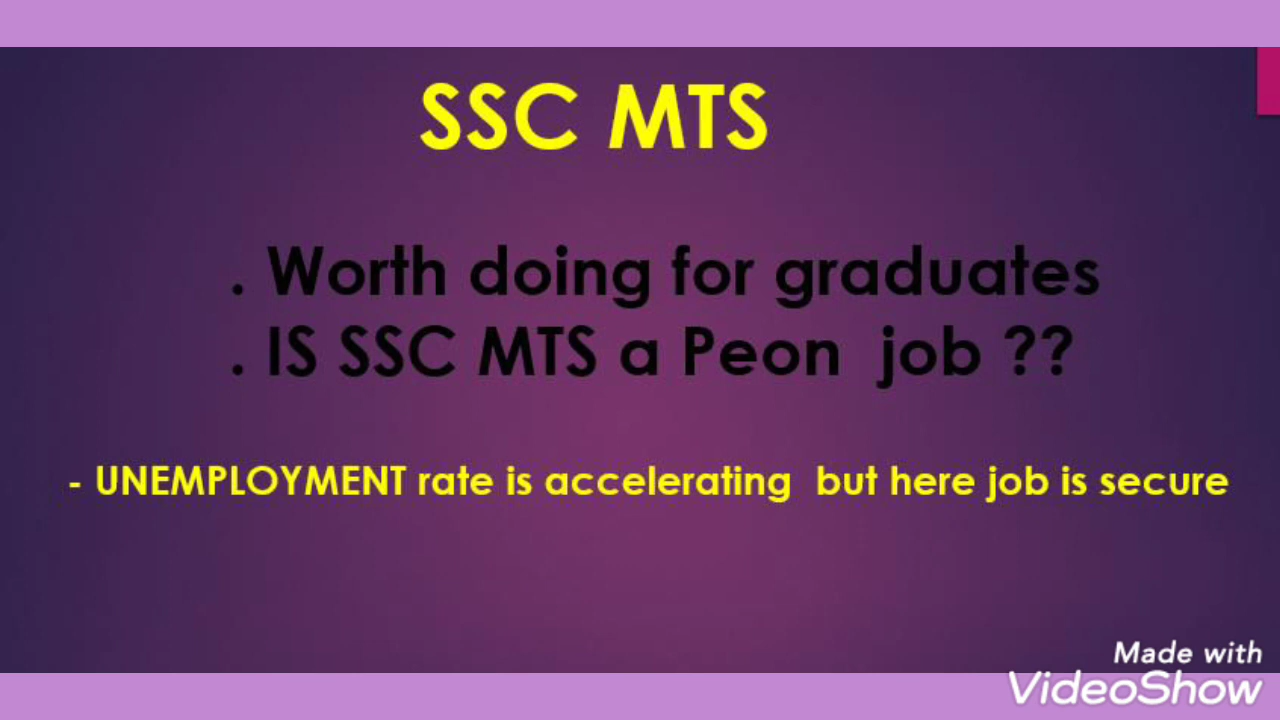 SSC MTS
. Worth doing for graduates
. IS SSC MTS a Peon job ??
- UNEMPLOYMENT rate is accelerating but here job is secure
Made with
VideoShow